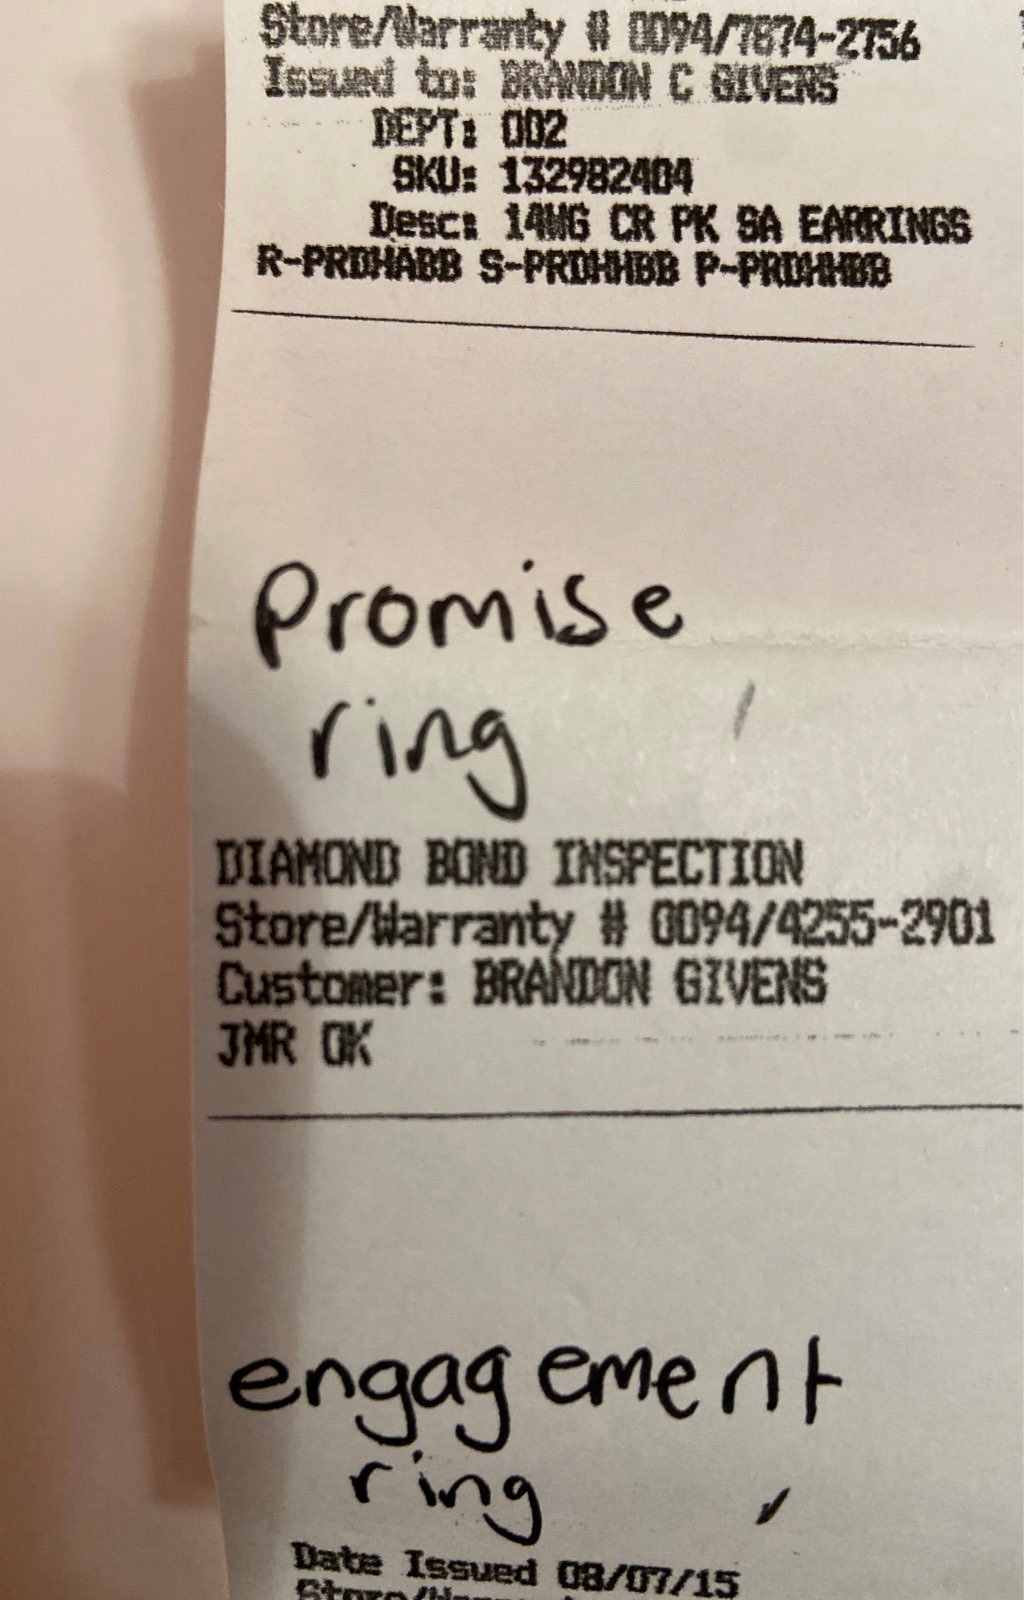 Store/Warranty # 0094/7874-2756
Issued to: BRANDON C GIVENS
DEPT: 002
SKU: 132982404
Desc: 14WG CR PK SA EARRINGS
R-PRDHABB S-PRDHHBB P-PRDHHBB
Promise
ring
DIAMOND BOND INSPECTION
Store/Warranty # 0094/4255-2901
Customer: BRANDON GIVENS
JMR OK
engagement
ring
Date Issued 08/07/15